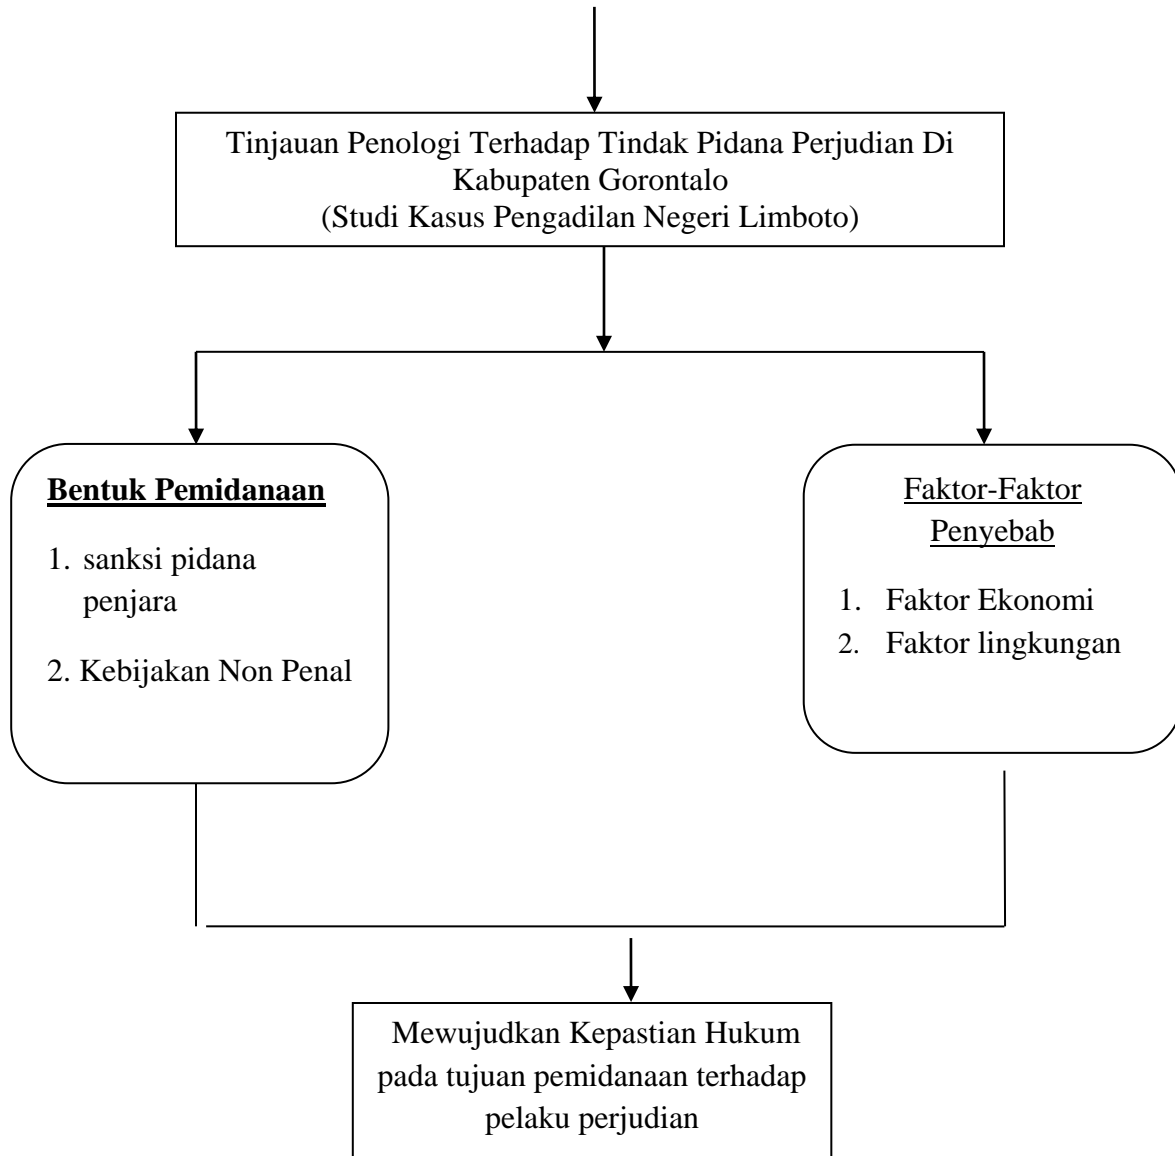 Tinjauan Penologi Terhadap Tindak Pidana Perjudian Di
Kabupaten Gorontalo
(Studi Kasus Pengadilan Negeri Limboto)
Bentuk Pemidanaan
1. sanksi pidana
penjara
2. Kebijakan Non Penal
Faktor-Faktor
Penyebab
1. Faktor Ekonomi
2. Faktor lingkungan
Mewujudkan Kepastian Hukum
pada tujuan pemidanaan terhadap
pelaku perjudian